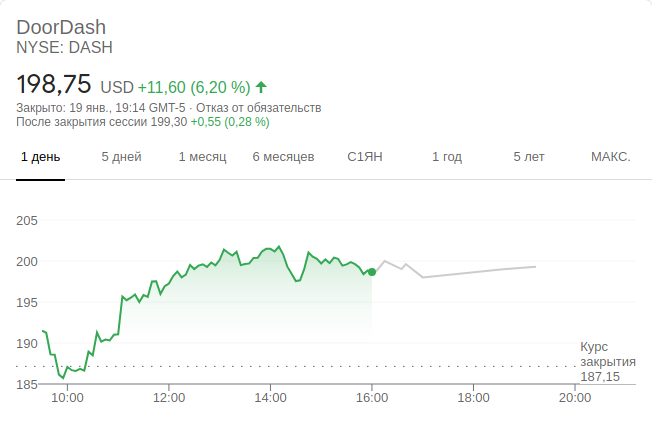 DoorDash
NYSE: DASH
198,75 USD +11,60 (6,20 %)
Закрыто: 19 янв., 19:14 GMT-5 · Отказ от обязательств
После закрытия сессии 199,30 +0,55 (0,28 %)
1 день 5 дней 1 месяц 6 месяцев С1ЯН 1 год 5 лет МАКС.
205
200
195
190
Курс
закрытия
187,15
185
10:00 12:00 14:00 16:00 18:00 20:00